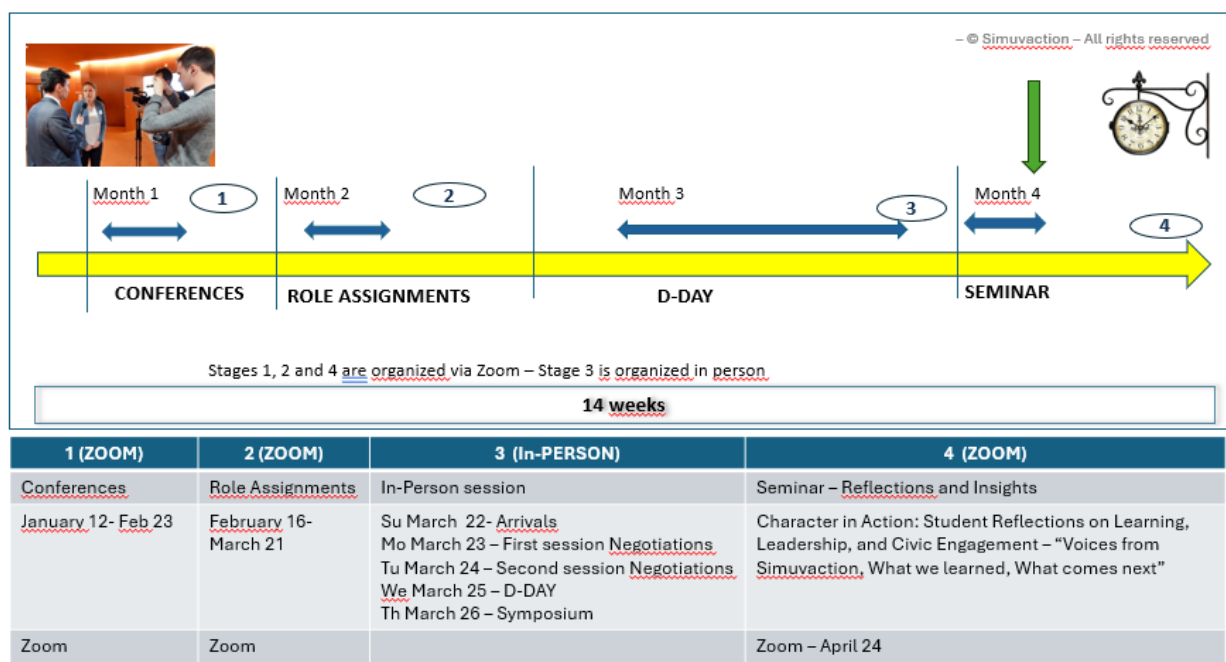 – © Simuvaction – All rights reserved
Month 1
1
Month 2
2
Month 3
3
Month 4
4
CONFERENCES
ROLE ASSIGNMENTS
D-DAY
SEMINAR
Stages 1, 2 and 4 are organized via Zoom – Stage 3 is organized in person
14 weeks
1 (ZOOM)
2 (ZOOM)
3 (In-PERSON)
4 (ZOOM)
Conferences
Role Assignments
In-Person session
Seminar – Reflections and Insights
January 12- Feb 23
February 16-
March 21
Su March 22- Arrivals
Mo March 23 – First session Negotiations
Tu March 24 – Second session Negotiations
We March 25 – D-DAY
Th March 26 – Symposium
Character in Action: Student Reflections on Learning,
Leadership, and Civic Engagement – “Voices from
Simuvaction, What we learned, What comes next”
Zoom
Zoom
Zoom – April 24